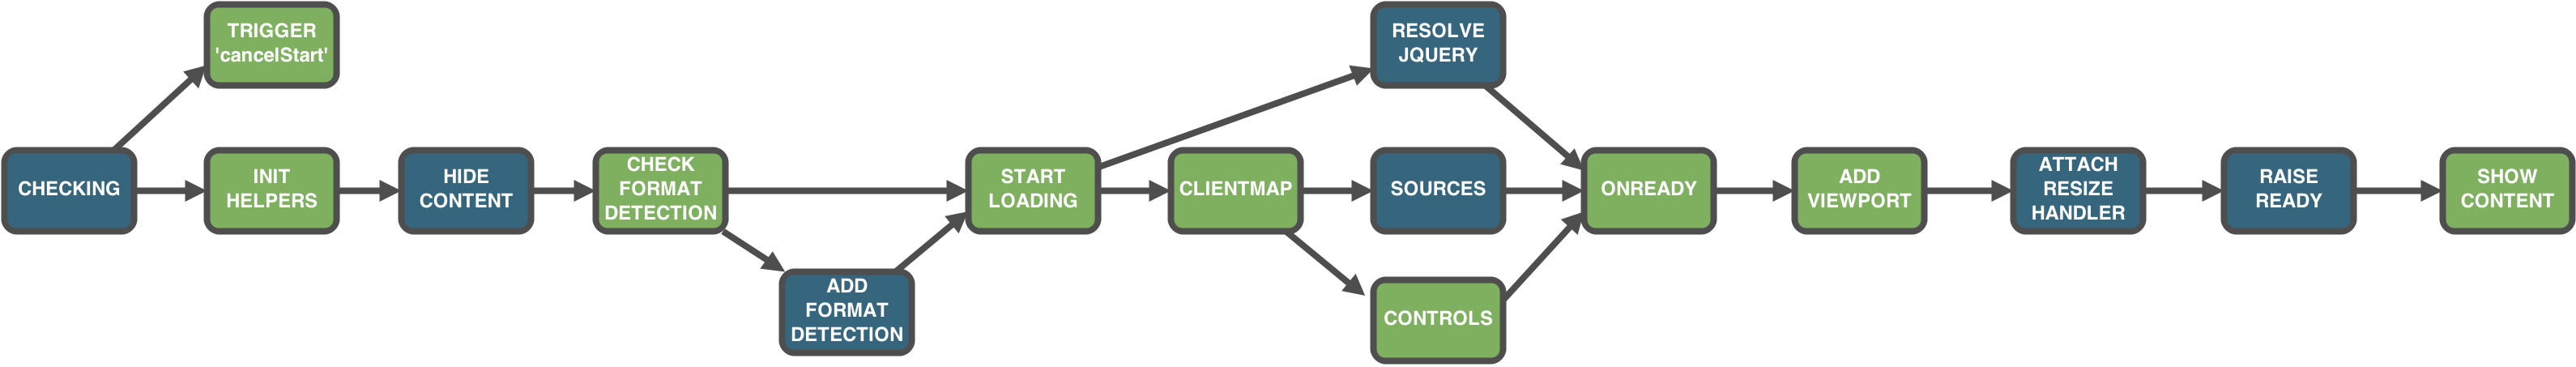 TRIGGER
'cancelStart'
RESOLVE
JQUERY
CHECKING
INIT
HELPERS
HIDE
CONTENT
CHECK
FORMAT
DETECTION
START
LOADING
CLIENTMAP
SOURCES
ONREADY
ADD
VIEWPORT
ATTACH
RESIZE
HANDLER
RAISE
READY
SHOW
CONTENT
ADD
FORMAT
DETECTION
CONTROLS